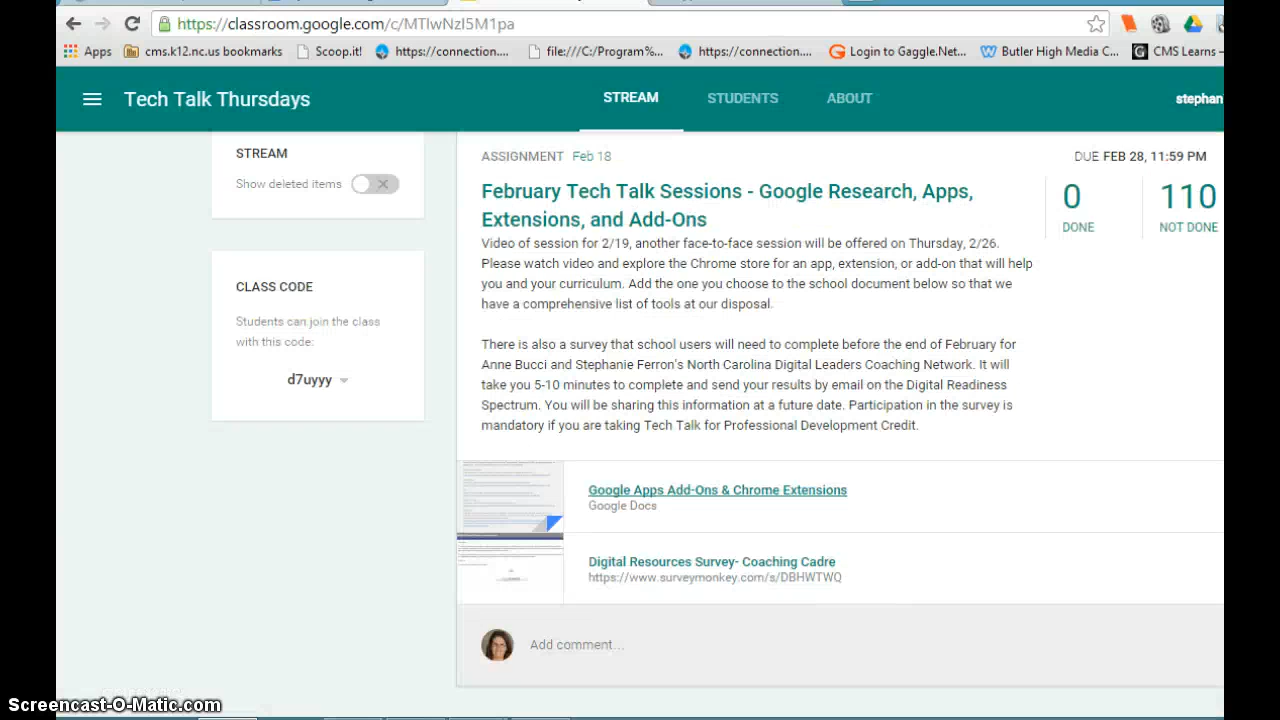 https://classroom.google.com/c/MTIwNzI5M1pa
Apps cms.k12.nc.us bookmarks Scoop.it! https://connection.... file:///C:/Program%... https://connection.... Login to Gaggle.Net... Butler High Media C... CMS Learns
Tech Talk Thursdays STREAM STUDENTS ABOUT stephan
STREAM
Show deleted items
CLASS CODE
Students can join the class
with this code:
d7uyyy
ASSIGNMENT Feb 18 DUE FEB 28, 11:59 PM
February Tech Talk Sessions - Google Research, Apps,
Extensions, and Add-Ons
0 DONE
110 NOT DONE
Video of session for 2/19, another face-to-face session will be offered on Thursday, 2/26.
Please watch video and explore the Chrome store for an app, extension, or add-on that will help
you and your curriculum. Add the one you choose to the school document below so that we
have a comprehensive list of tools at our disposal.
There is also a survey that school users will need to complete before the end of February for
Anne Bucci and Stephanie Ferron's North Carolina Digital Leaders Coaching Network. It will
take you 5-10 minutes to complete and send your results by email on the Digital Readiness
Spectrum. You will be sharing this information at a future date. Participation in the survey is
mandatory if you are taking Tech Talk for Professional Development Credit.
Google Apps Add-Ons & Chrome Extensions
Google Docs
Digital Resources Survey- Coaching Cadre
https://www.surveymonkey.com/s/DBHWTWQ
Add comment...
Screencast-O-Matic.com